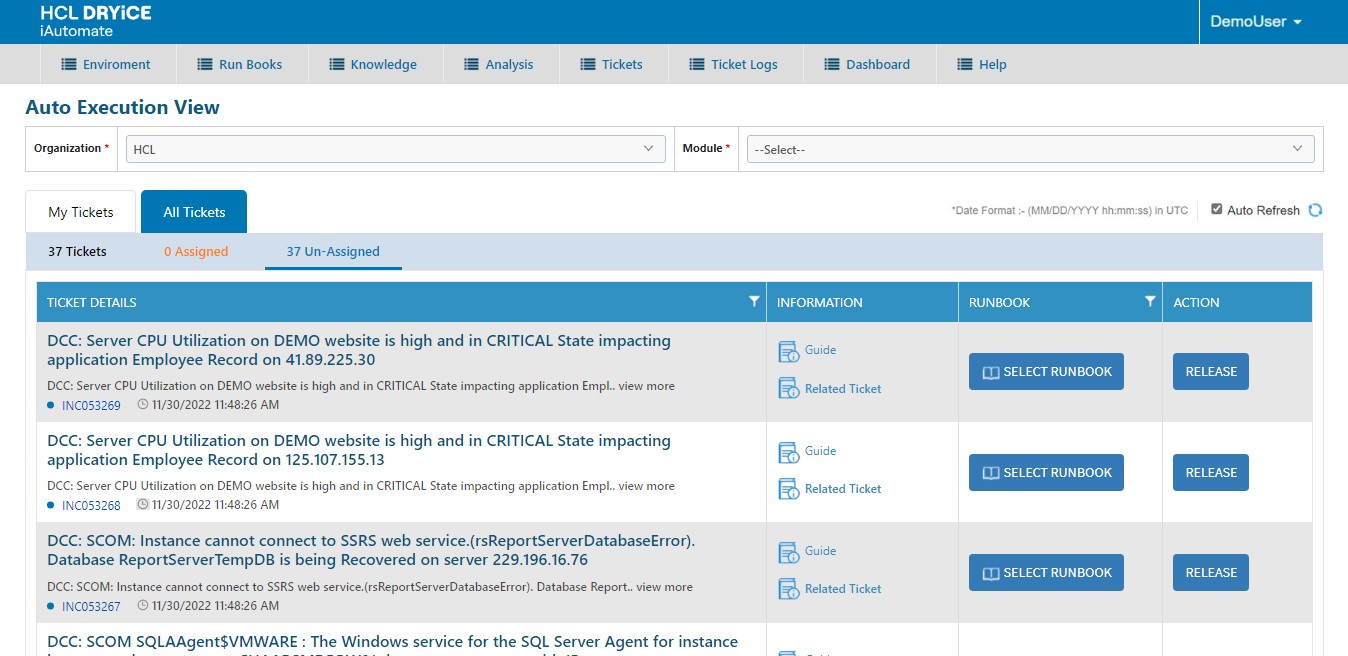 HCL DRYiCE
iAutomate
DemoUser
Enviroment Run Books Knowledge Analysis Tickets Ticket Logs Dashboard Help
Auto Execution View
Organization * HCL Module * --Select--
My Tickets All Tickets *Date Format :- (MM/DD/YYYY hh:mm:ss) in UTC Auto Refresh
37 Tickets 0 Assigned 37 Un-Assigned
TICKET DETAILS INFORMATION RUNBOOK ACTION
DCC: Server CPU Utilization on DEMO website is high and in CRITICAL State impacting
application Employee Record on 41.89.225.30
DCC: Server CPU Utilization on DEMO website is high and in CRITICAL State impacting application Empl.. view more
INC053269 11/30/2022 11:48:26 AM
Guide
Related Ticket
SELECT RUNBOOK
RELEASE
DCC: Server CPU Utilization on DEMO website is high and in CRITICAL State impacting
application Employee Record on 125.107.155.13
DCC: Server CPU Utilization on DEMO website is high and in CRITICAL State impacting application Empl.. view more
INC053268 11/30/2022 11:48:26 AM
Guide
Related Ticket
SELECT RUNBOOK
RELEASE
DCC: SCOM: Instance cannot connect to SSRS web service.(rsReportServerDatabaseError).
Database ReportServerTempDB is being Recovered on server 229.196.16.76
DCC: SCOM: Instance cannot connect to SSRS web service.(rsReportServerDatabaseError). Database Report.. view more
INC053267 11/30/2022 11:48:26 AM
Guide
Related Ticket
SELECT RUNBOOK
RELEASE
DCC: SCOM SQLAAgent$VMWARE : The Windows service for the SQL Server Agent for instance